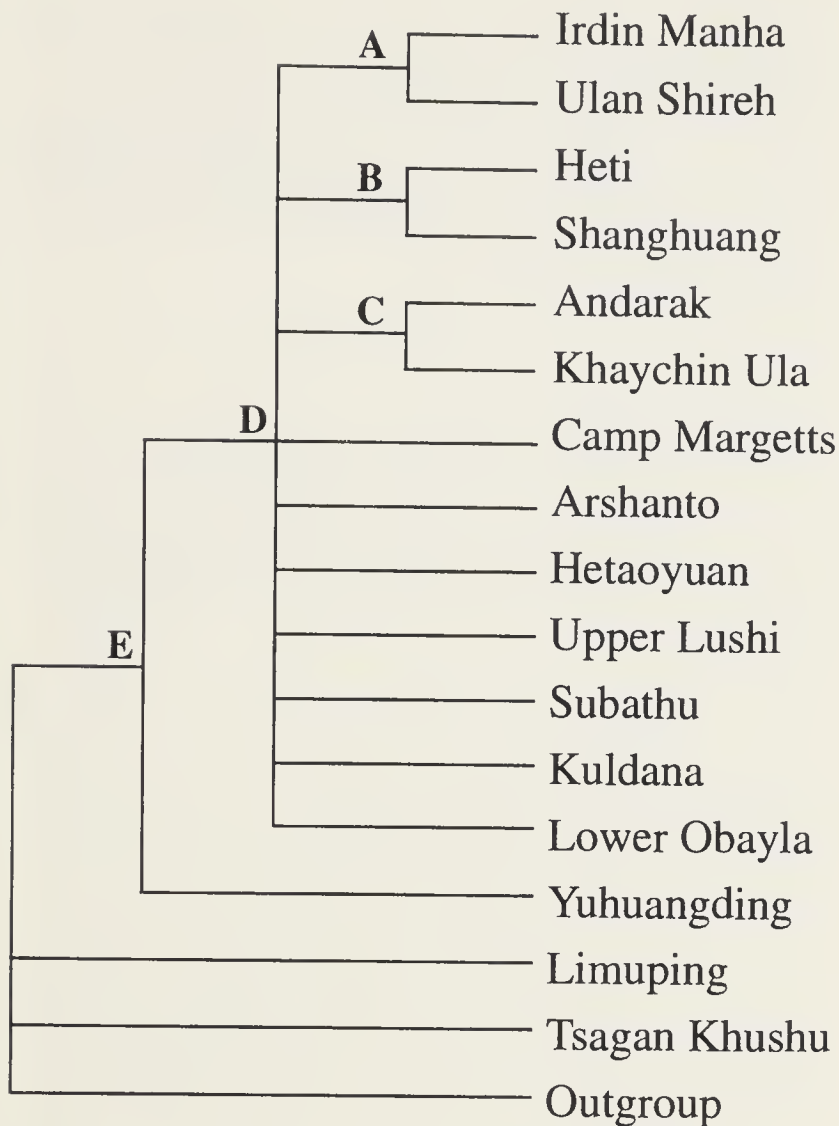 A
Irdin Manha
Ulan Shireh
B
Heti
Shanghuang
C
Andarak
Khaychin Ula
D
Camp Margetts
Arshanto
Hetaoyuan
E
Upper Lushi
Subathu
Kuldana
Lower Obayla
Yuhuangding
Limuping
Tsagan Khushu
Outgroup